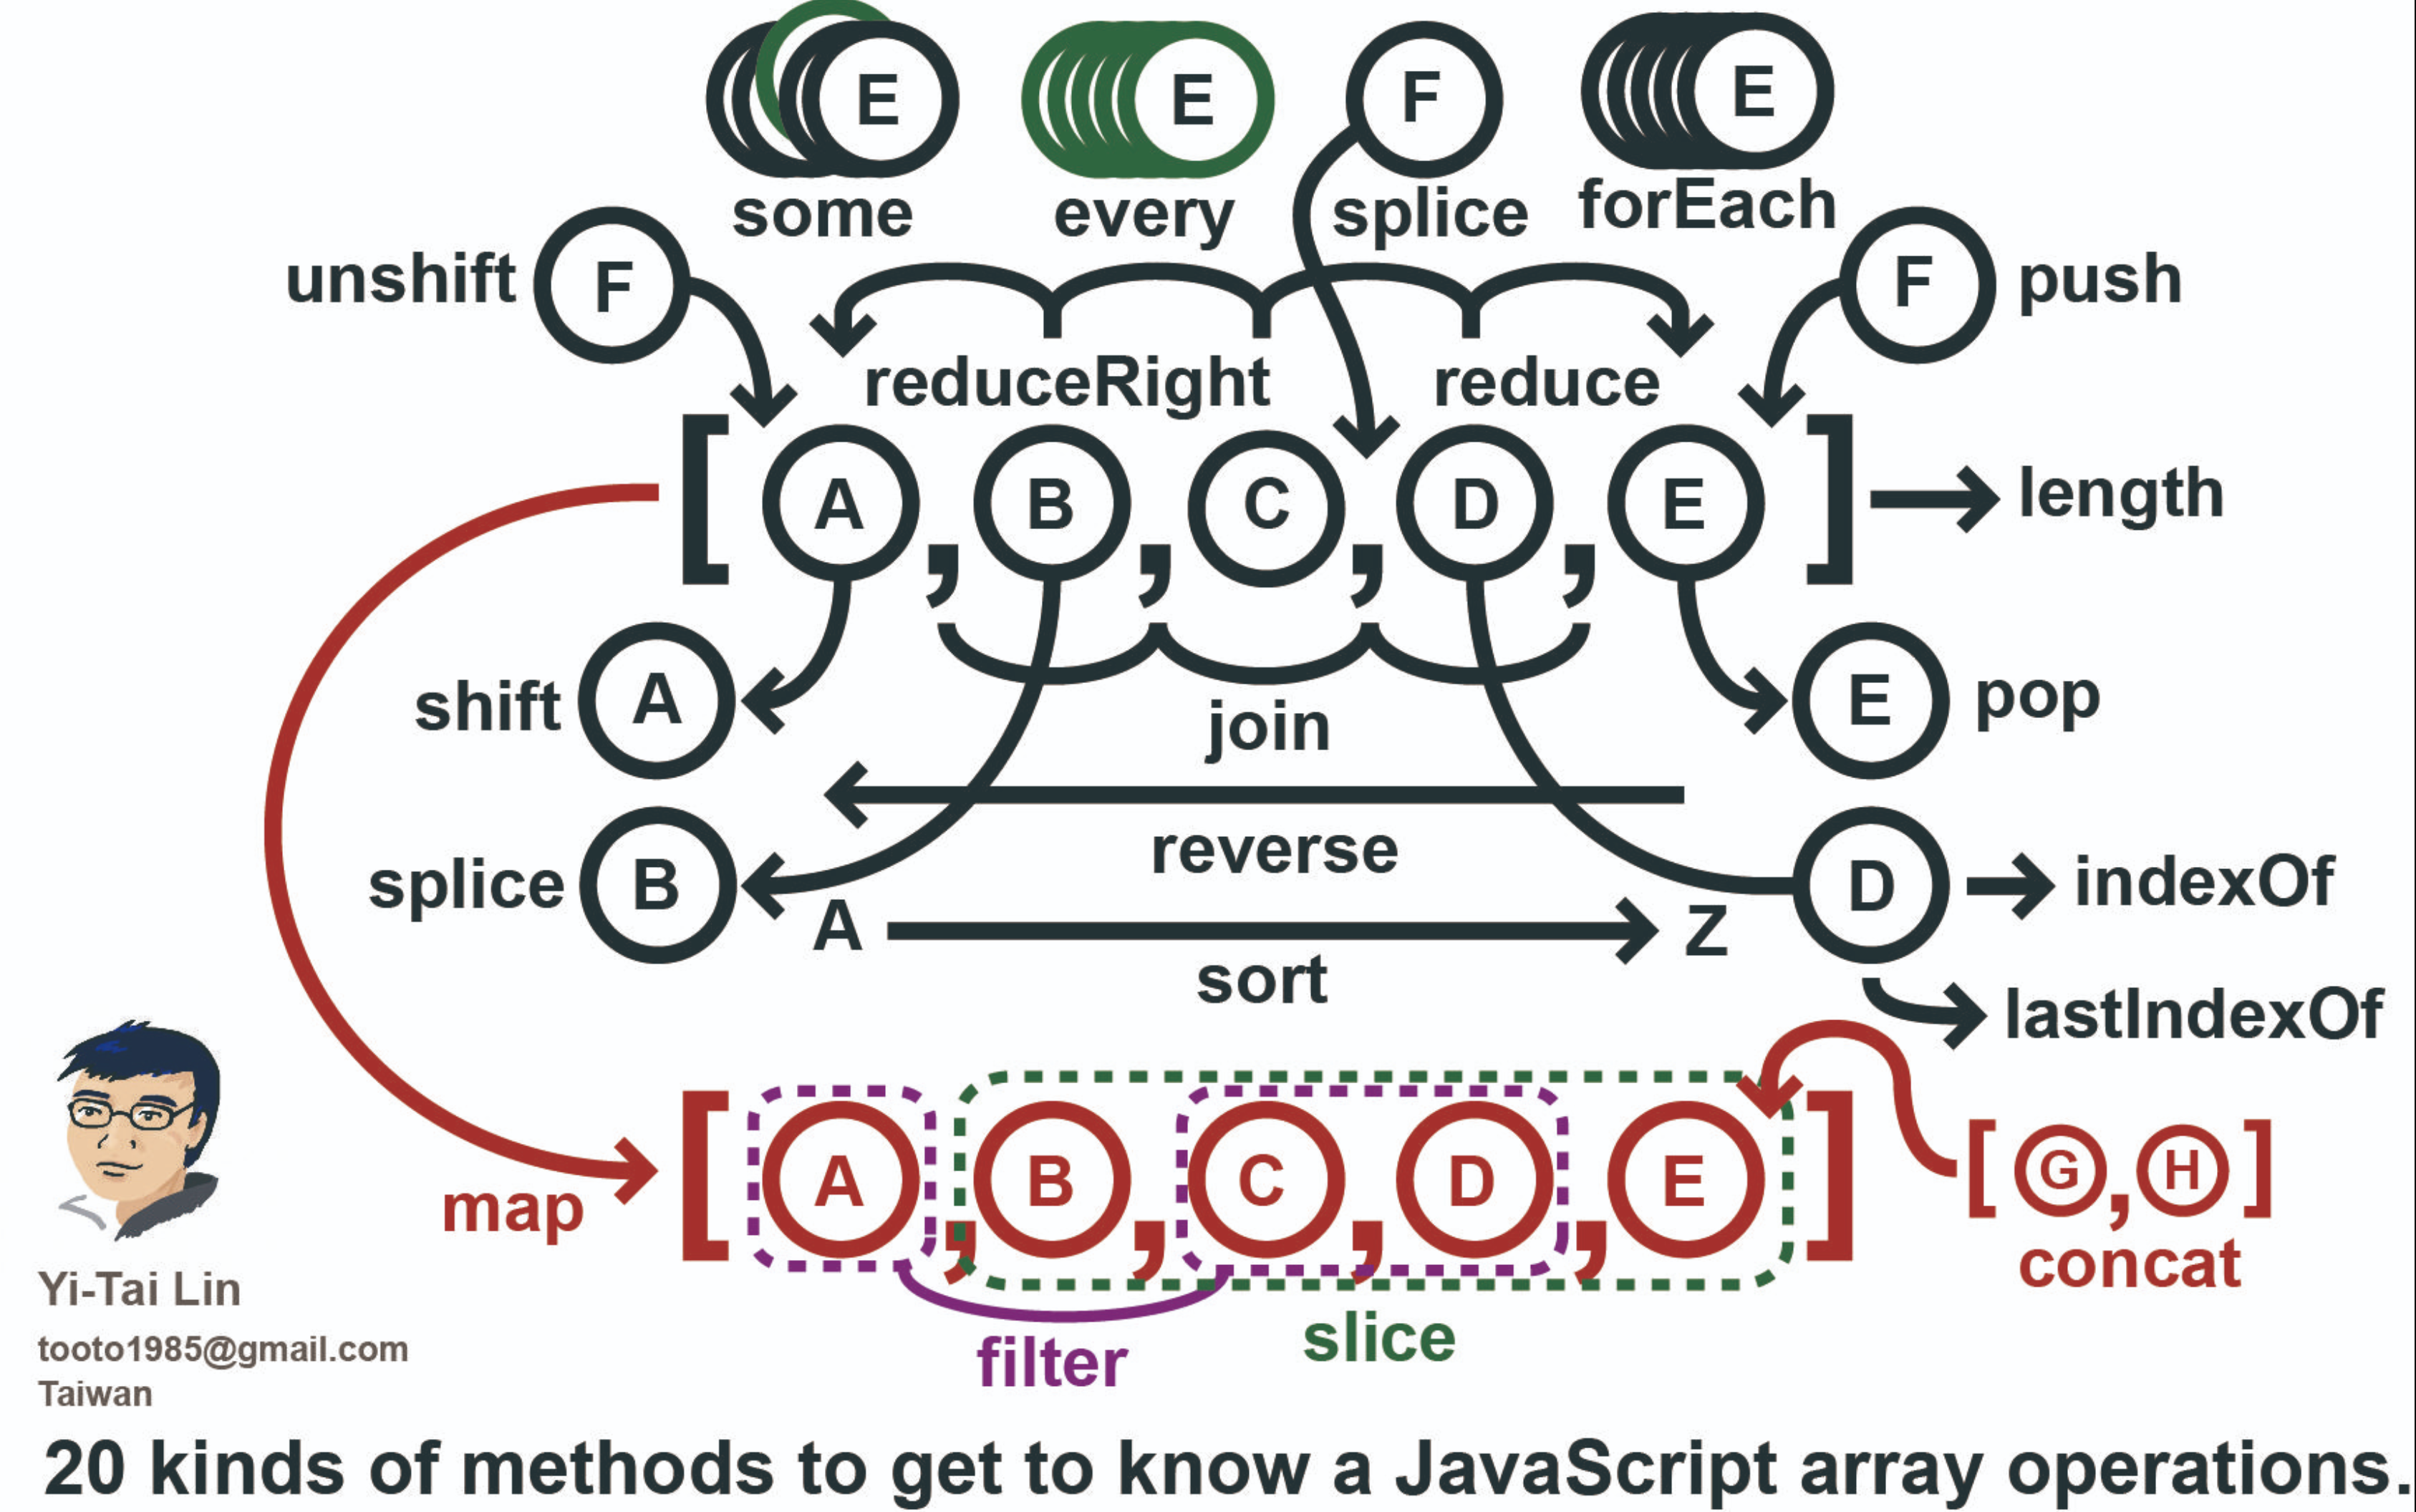 E E F E
some every splice forEach
unshift F F push
reduceRight reduce
[ A , B , C , D , E ] length
shift A join E pop
reverse
splice B D indexOf
A Z
sort
lastIndexOf
[ A , B , C , D , E ] [ G , H ]
map
concat
filter slice
Yi-Tai Lin
tooto1985@gmail.com
Taiwan
20 kinds of methods to get to know a JavaScript array operations.